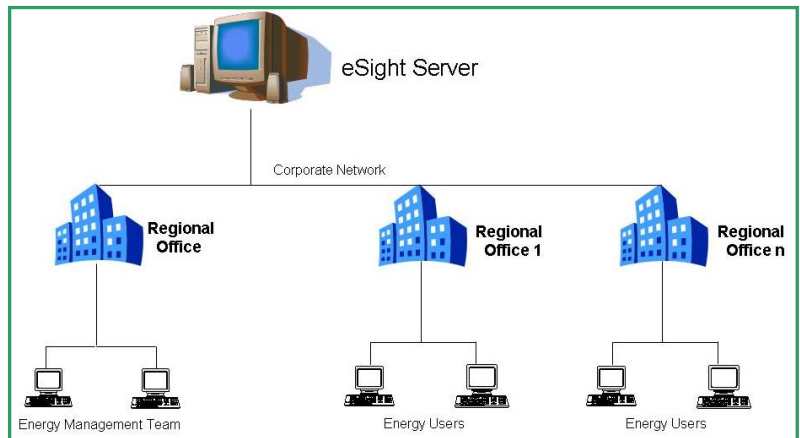 eSight Server
Corporate Network
Regional
Office
Regional
Office 1
Regional
Office n
Energy Management Team
Energy Users
Energy Users